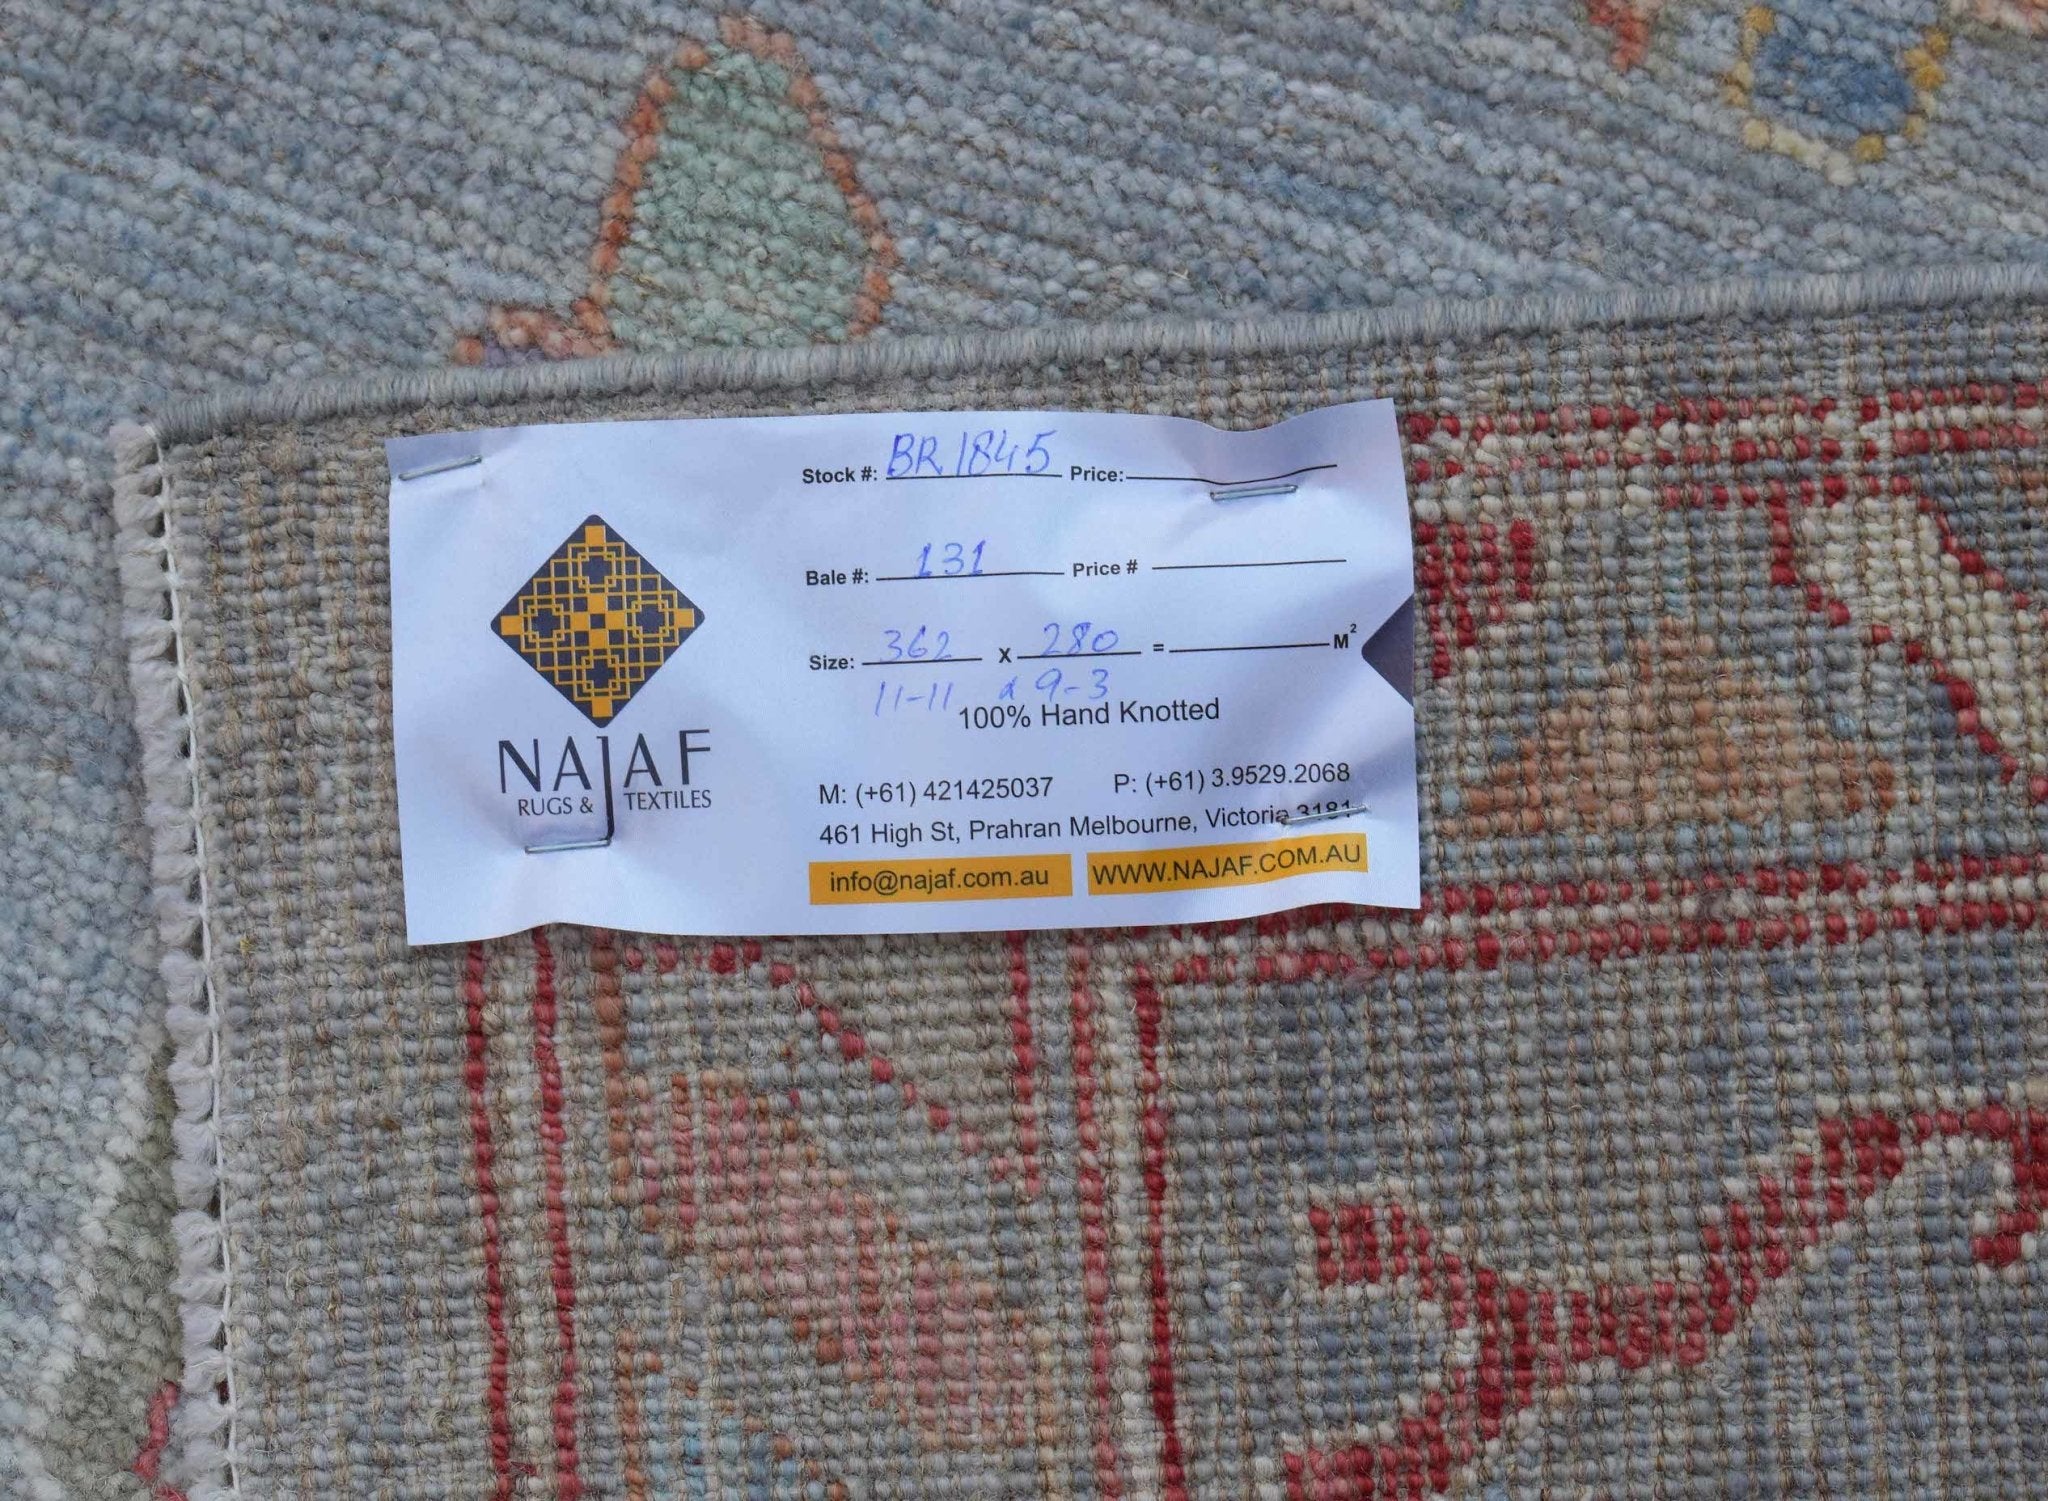 Stock #: BR1845 Price:
Bale #: 131 Price #
Size: 362 X 280 = M²
11-11 x 9-3
100% Hand Knotted
NAJAF
RUGS & TEXTILES
M: (+61) 421425037 P: (+61) 3.9529.2068
461 High St, Prahran Melbourne, Victoria 3181
info@najaf.com.au WWW.NAJAF.COM.AU